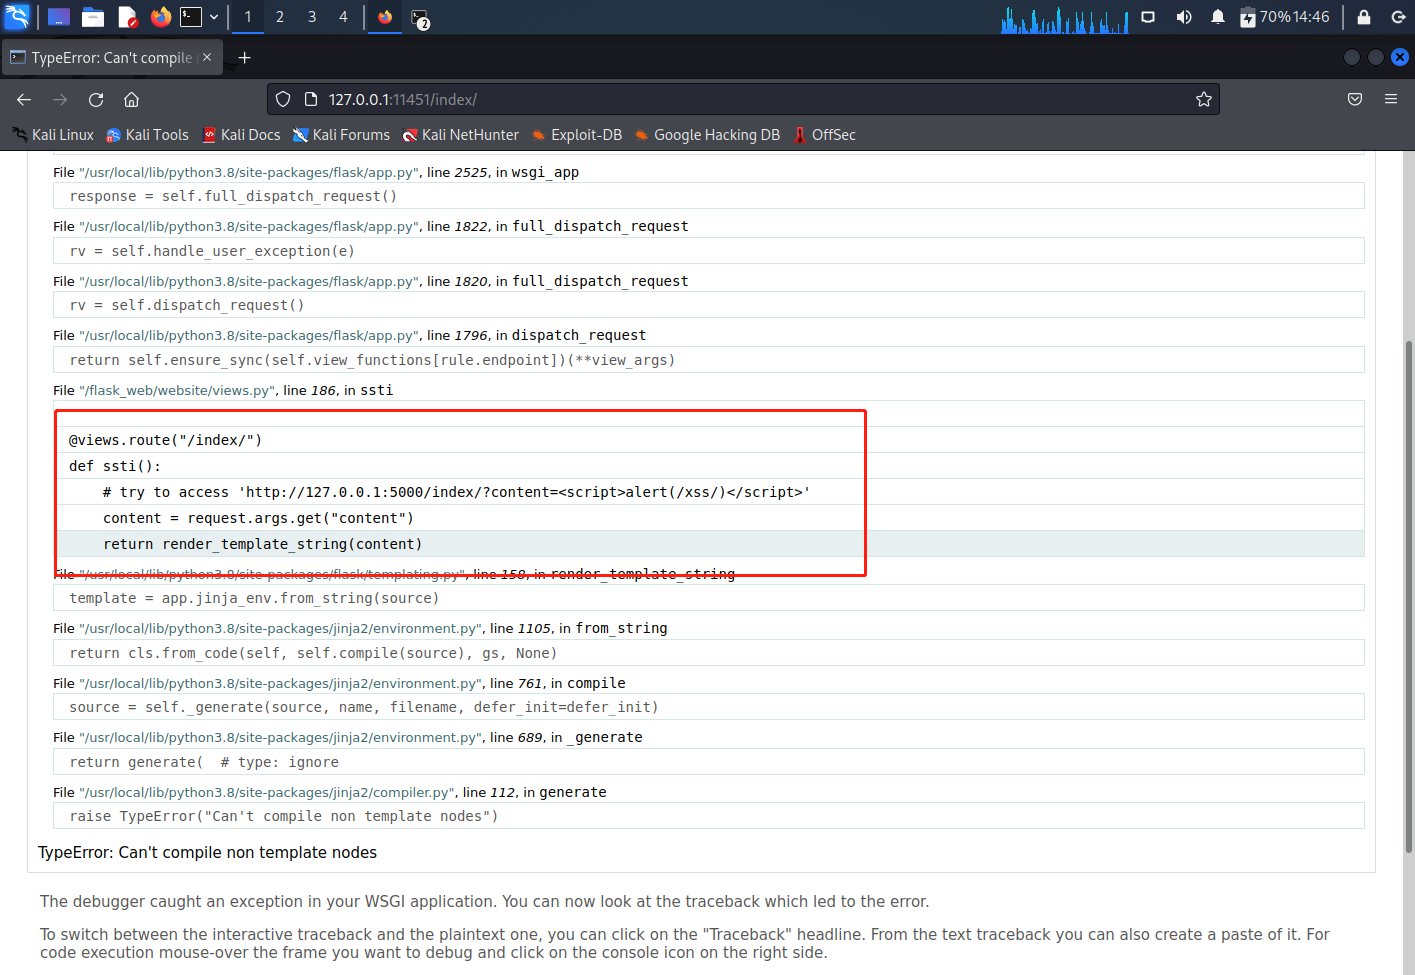 1 2 3 4 2 70% 14:46
TypeError: Can't compile
127.0.0.1:11451/index/
Kali Linux Kali Tools Kali Docs Kali Forums Kali NetHunter Exploit-DB Google Hacking DB OffSec
File "/usr/local/lib/python3.8/site-packages/flask/app.py", line 2525, in wsgi_app
response = self.full_dispatch_request()
File "/usr/local/lib/python3.8/site-packages/flask/app.py", line 1822, in full_dispatch_request
rv = self.handle_user_exception(e)
File "/usr/local/lib/python3.8/site-packages/flask/app.py", line 1820, in full_dispatch_request
rv = self.dispatch_request()
File "/usr/local/lib/python3.8/site-packages/flask/app.py", line 1796, in dispatch_request
return self.ensure_sync(self.view_functions[rule.endpoint])(**view_args)
File "/flask_web/website/views.py", line 186, in ssti
@views.route("/index/")
def ssti():
# try to access 'http://127.0.0.1:5000/index/?content=<script>alert(/xss/)</script>'
content = request.args.get("content")
return render_template_string(content)
File "/usr/local/lib/python3.8/site-packages/flask/templating.py", line 158, in render_template_string
template = app.jinja_env.from_string(source)
File "/usr/local/lib/python3.8/site-packages/jinja2/environment.py", line 1105, in from_string
return cls.from_code(self, self.compile(source), gs, None)
File "/usr/local/lib/python3.8/site-packages/jinja2/environment.py", line 761, in compile
source = self._generate(source, name, filename, defer_init=defer_init)
File "/usr/local/lib/python3.8/site-packages/jinja2/environment.py", line 689, in _generate
return generate(  # type: ignore
File "/usr/local/lib/python3.8/site-packages/jinja2/compiler.py", line 112, in generate
raise TypeError("Can't compile non template nodes")
TypeError: Can't compile non template nodes
The debugger caught an exception in your WSGI application. You can now look at the traceback which led to the error.
To switch between the interactive traceback and the plaintext one, you can click on the "Traceback" headline. From the text traceback you can also create a paste of it. For
code execution mouse-over the frame you want to debug and click on the console icon on the right side.